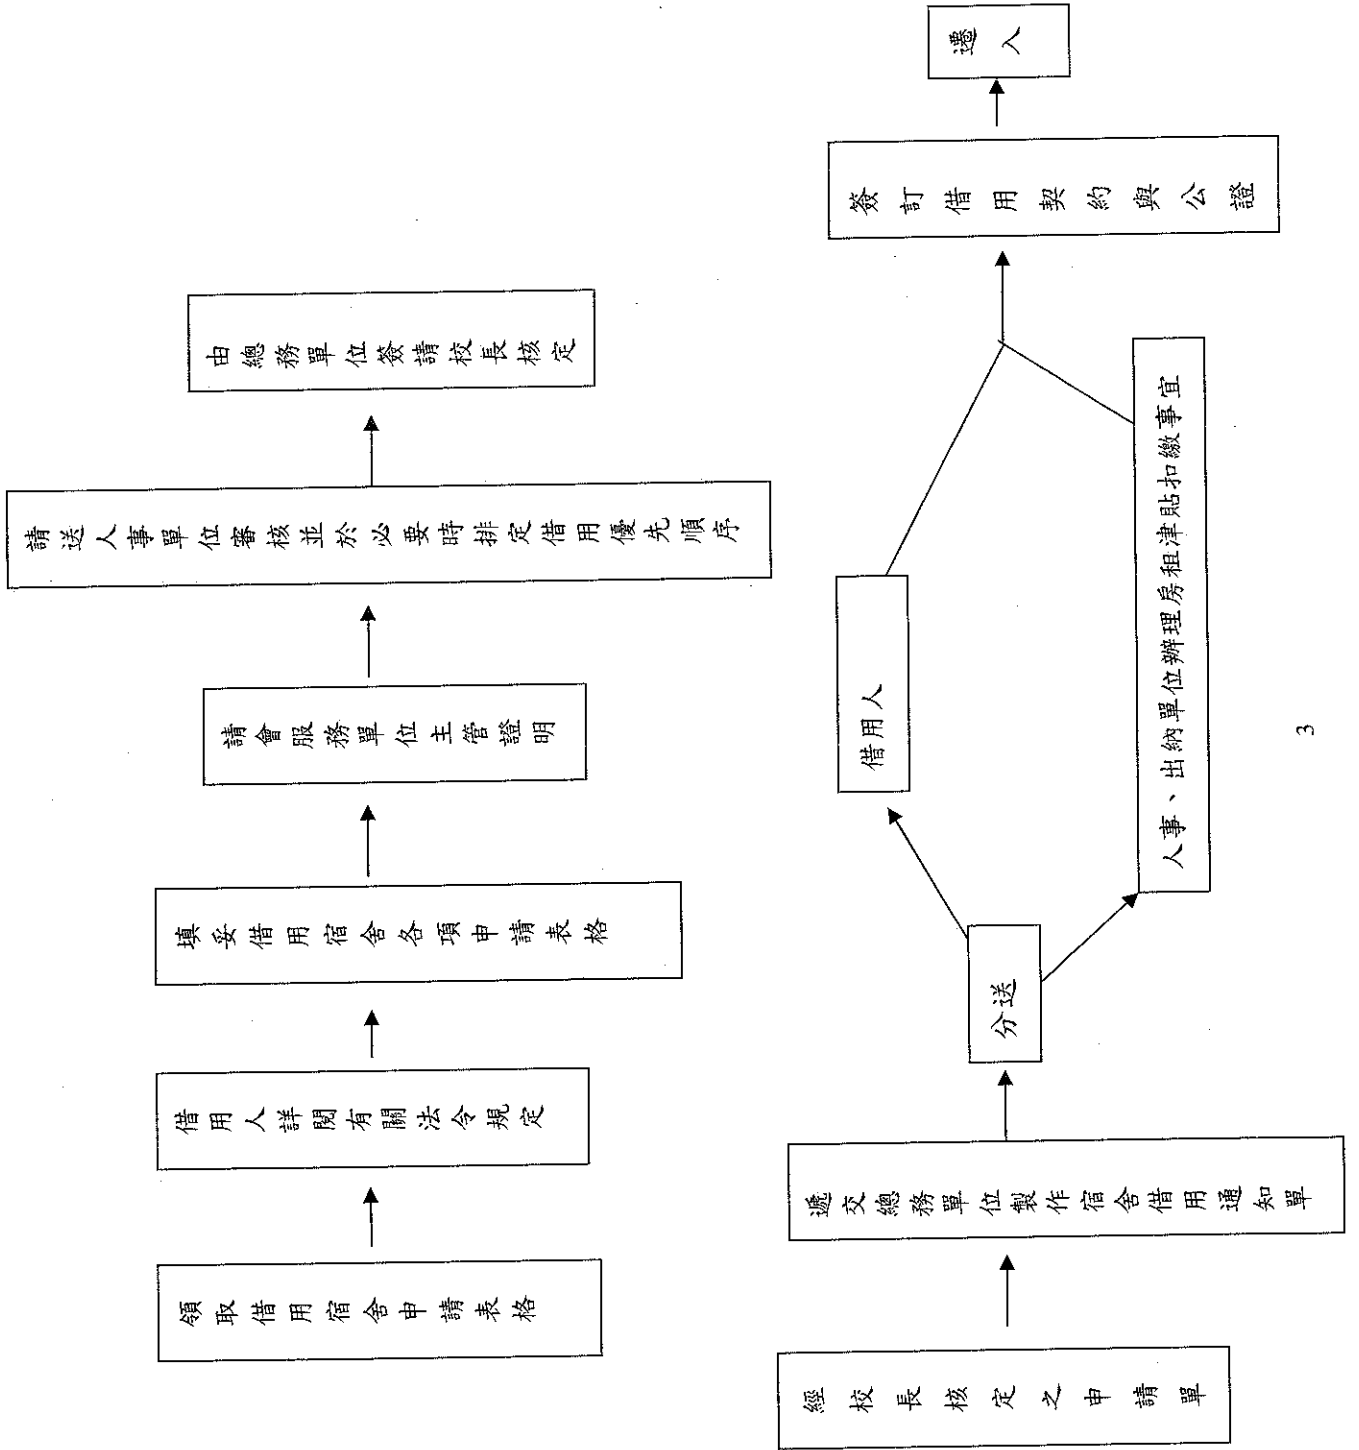 領取借用宿舍申請表格
借用人詳閱有關法令規定
填妥借用宿舍各項申請表格
請會服務單位主管證明
請送人事單位審核並於必要時排定借用優先順序
由總務單位簽請校長核定
經校長核定之申請單
遞交總務單位製作宿舍借用通知單
分送
借用人
人事、出納單位辦理房租津貼扣繳事宜
簽訂借用契約與公證
遷入
3